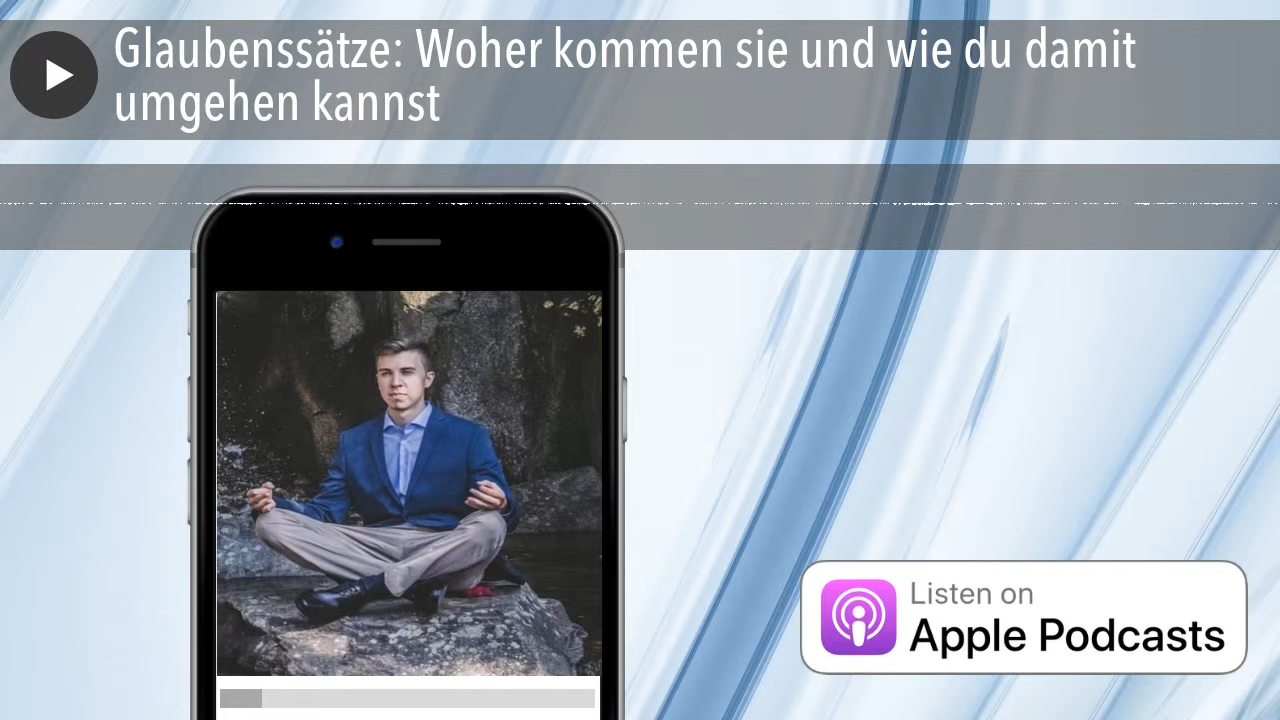 Glaubenssätze: Woher kommen sie und wie du damit
umgehen kannst
Listen on
Apple Podcasts